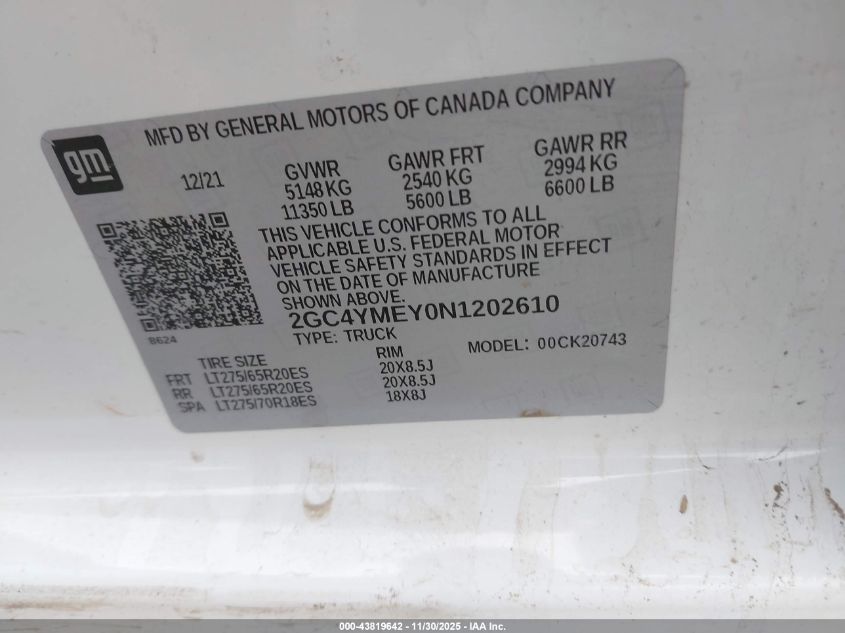 MFD BY GENERAL MOTORS OF CANADA COMPANY
gm
12/21
GVWR
5148 KG
11350 LB
GAWR FRT
2540 KG
5600 LB
GAWR RR
2994 KG
6600 LB
THIS VEHICLE CONFORMS TO ALL
APPLICABLE U.S. FEDERAL MOTOR
VEHICLE SAFETY STANDARDS IN EFFECT
ON THE DATE OF MANUFACTURE
SHOWN ABOVE.
2GC4YMEY0N1202610
8624
TYPE: TRUCK
MODEL: 00CK20743
TIRE SIZE RIM
FRT LT275/65R20ES 20X8.5J
RR LT275/65R20ES 20X8.5J
SPA LT275/70R18ES 18X8J
000-43819642 - 11/30/2025 - IAA Inc.